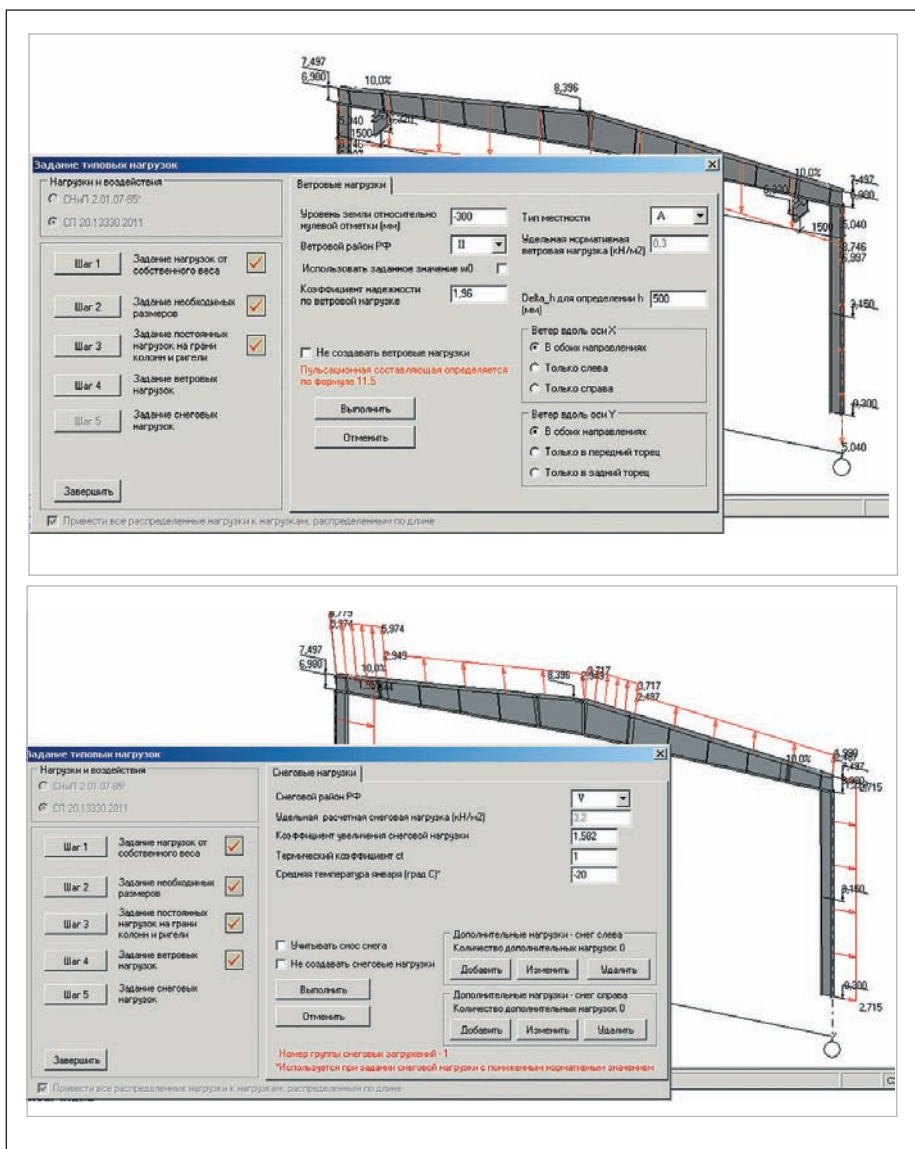 7,497
6,980
10,0%
8,396
5,040
1500
10,0%
7,497
6,980
5,040
1500
3,150
0,300
5,040
Задание типовых нагрузок
Нагрузки и воздействия
СНиП 2.01.07-85*
СП 20.13330.2011
Шаг 1
Задание нагрузок от собственного веса
Шаг 2
Задание необходимых размеров
Шаг 3
Задание постоянных нагрузок на грани колонн и ригели
Шаг 4
Задание ветровых нагрузок
Шаг 5
Задание снеговых нагрузок
Завершить
Ветровые нагрузки
Уровень земли относительно нулевой отметки (мм)
-300
Тип местности
A
Ветровой район РФ
II
Удельная нормативная ветровая нагрузка (кН/м2)
0,3
Использовать заданное значение w0
Коэффициент надежности по ветровой нагрузке
1,96
Delta_h для определении h (мм)
500
Не создавать ветровые нагрузки
Пульсационная составляющая определяется по формуле 11.5
Выполнить
Отменить
Ветер вдоль оси X
В обоих направлениях
Только слева
Только справа
Ветер вдоль оси Y
В обоих направлениях
Только в передний торец
Только в задний торец
Привести все распределенные нагрузки к нагрузкам, распределенным по длине
5,974
7,497
6,980
10,0%
2,949
8,396
3,717
3,717
2,487
10,0%
7,497
2,715
3,150
0,300
2,715
Задание типовых нагрузок
Нагрузки и воздействия
СНиП 2.01.07-85*
СП 20.13330.2011
Шаг 1
Задание нагрузок от собственного веса
Шаг 2
Задание необходимых размеров
Шаг 3
Задание постоянных нагрузок на грани колонн и ригели
Шаг 4
Задание ветровых нагрузок
Шаг 5
Задание снеговых нагрузок
Завершить
Снеговые нагрузки
Снеговой район РФ
V
Удельная расчетная снеговая нагрузка (кН/м2)
3,2
Коэффициент увеличения снеговой нагрузки
1,582
Термический коэффициент ct
1
Средняя температура января (град C)*
-20
Учитывать снос снега
Не создавать снеговые нагрузки
Выполнить
Отменить
Дополнительные нагрузки - снег слева
Количество дополнительных нагрузок 0
Добавить
Изменить
Удалить
Дополнительные нагрузки - снег справа
Количество дополнительных нагрузок 0
Добавить
Изменить
Удалить
Номер группы снеговых загружений - 1
*Используется при задании снеговой нагрузки с пониженным нормативным значением
Привести все распределенные нагрузки к нагрузкам, распределенным по длине